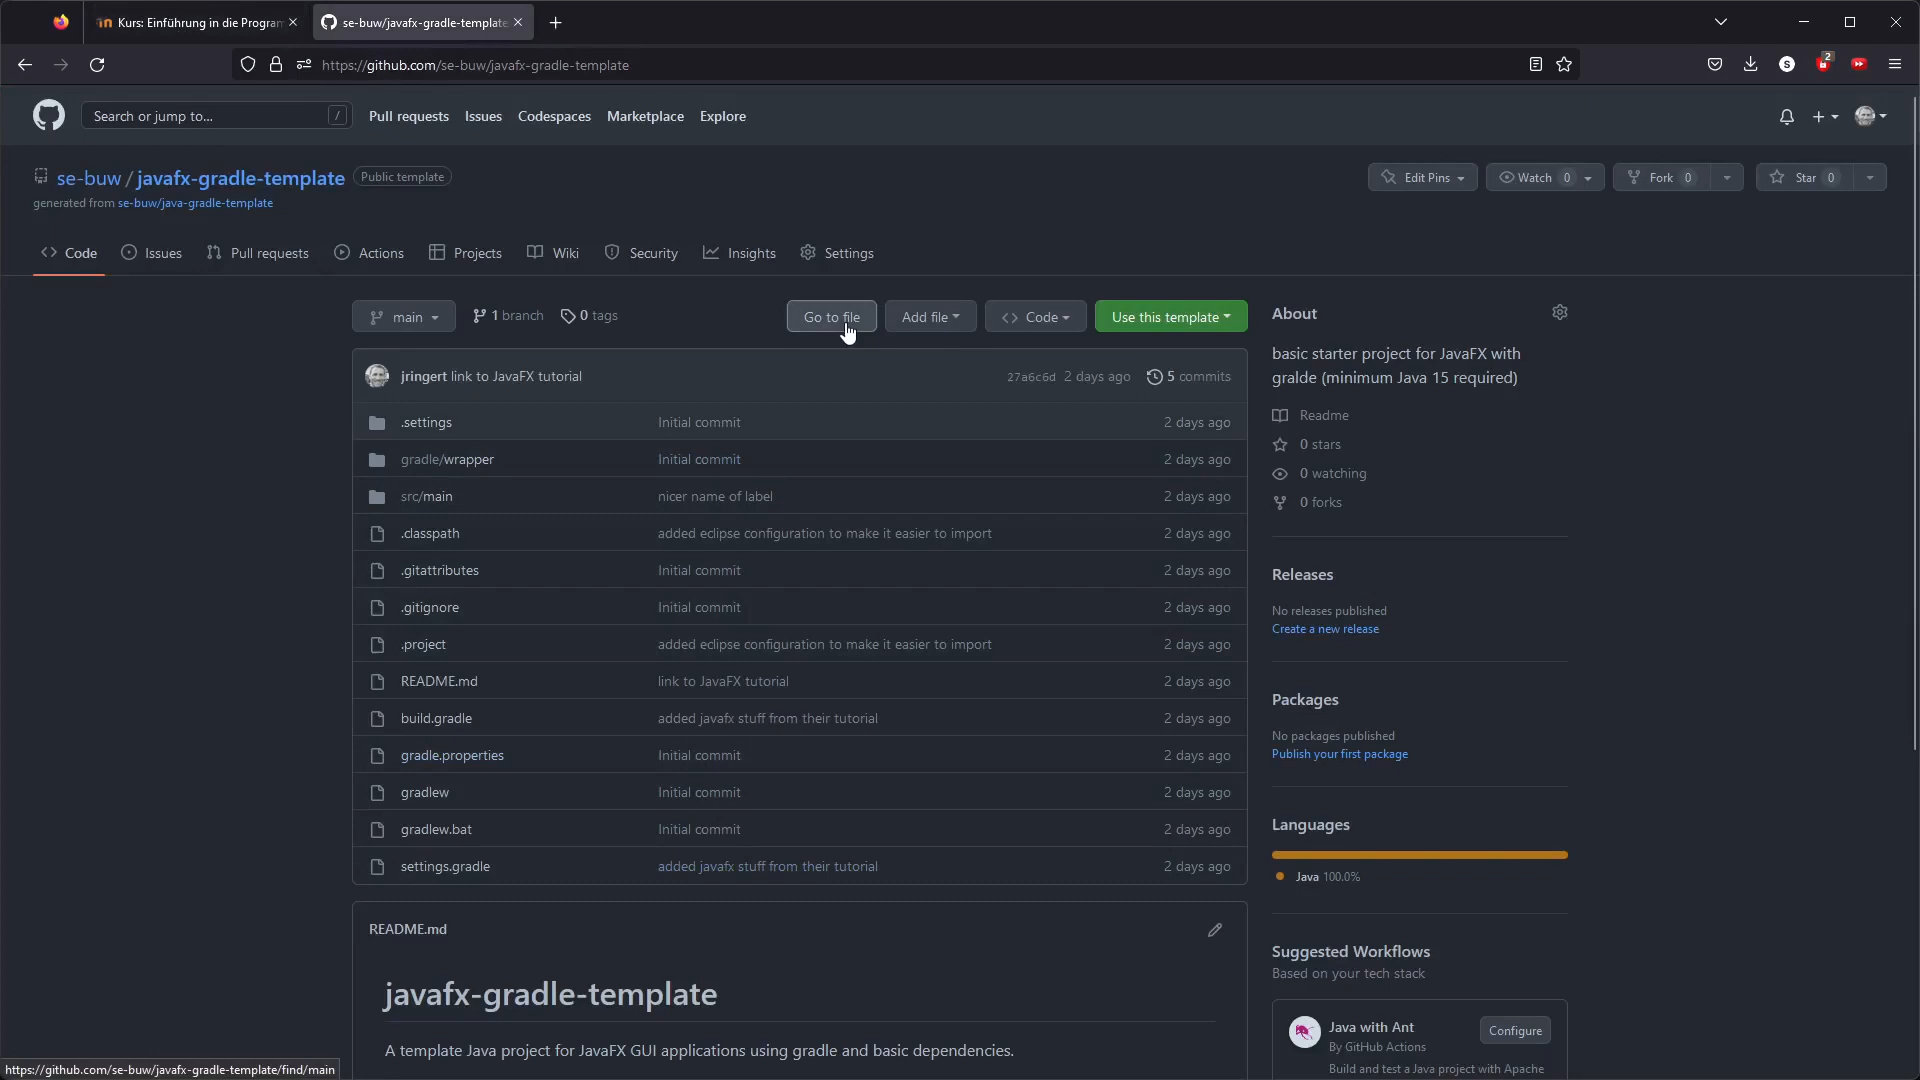 Kurs: Einführung in die Program
se-buw/javafx-gradle-template
https://github.com/se-buw/javafx-gradle-template
S
2
Search or jump to...
/
Pull requests
Issues
Codespaces
Marketplace
Explore
se-buw / javafx-gradle-template
Public template
generated from se-buw/java-gradle-template
Edit Pins
Watch 0
Fork 0
Star 0
Code
Issues
Pull requests
Actions
Projects
Wiki
Security
Insights
Settings
main
1 branch
0 tags
Go to file
Add file
Code
Use this template
jringert link to JavaFX tutorial
27a6c6d 2 days ago
5 commits
.settings Initial commit 2 days ago
gradle/wrapper Initial commit 2 days ago
src/main nicer name of label 2 days ago
.classpath added eclipse configuration to make it easier to import 2 days ago
.gitattributes Initial commit 2 days ago
.gitignore Initial commit 2 days ago
.project added eclipse configuration to make it easier to import 2 days ago
README.md link to JavaFX tutorial 2 days ago
build.gradle added javafx stuff from their tutorial 2 days ago
gradle.properties Initial commit 2 days ago
gradlew Initial commit 2 days ago
gradlew.bat Initial commit 2 days ago
settings.gradle added javafx stuff from their tutorial 2 days ago
README.md
javafx-gradle-template
A template Java project for JavaFX GUI applications using gradle and basic dependencies.
About
basic starter project for JavaFX with
gralde (minimum Java 15 required)
Readme
0 stars
0 watching
0 forks
Releases
No releases published
Create a new release
Packages
No packages published
Publish your first package
Languages
Java 100.0%
Suggested Workflows
Based on your tech stack
Java with Ant
By GitHub Actions
Configure
Build and test a Java project with Apache
https://github.com/se-buw/javafx-gradle-template/find/main